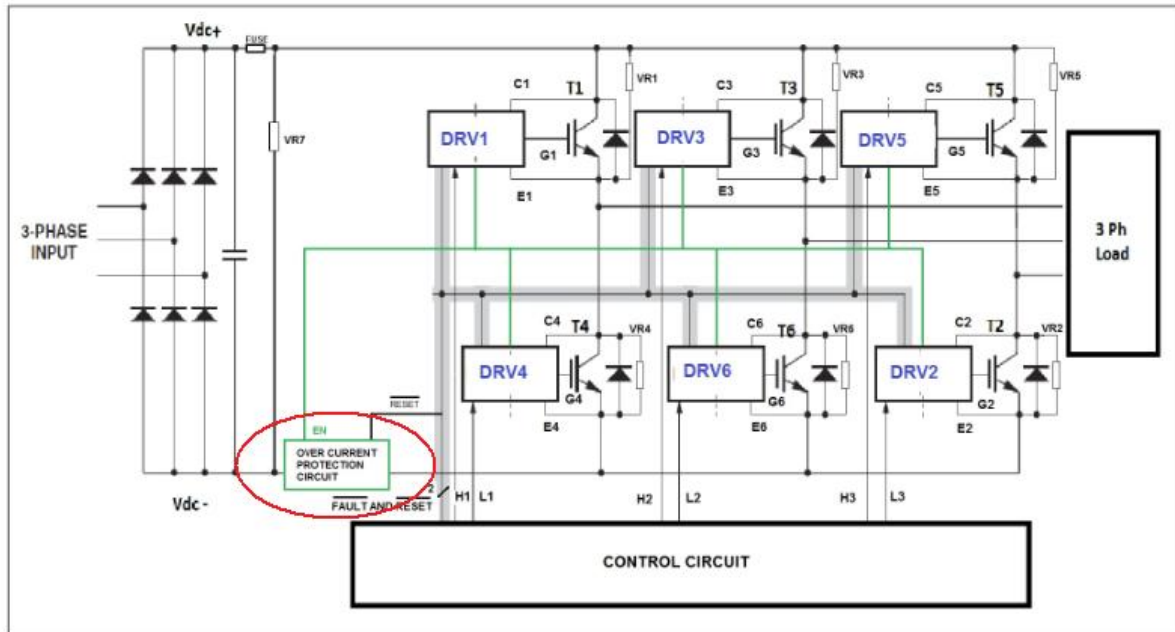 Vdc+
FUSE
VR7
C1
T1
VR1
C3
T3
VR3
C5
T5
VR5
DRV1
DRV3
DRV5
G1
G3
G5
E1
E3
E5
3-PHASE
INPUT
3 Ph
Load
C4
T4
VR4
C6
T6
VR6
C2
T2
VR2
DRV4
DRV6
DRV2
G4
G6
G2
E4
E6
E2
RESET
EN
OVER CURRENT
PROTECTION
CIRCUIT
Vdc -
2
FAULT AND RESET
H1
L1
H2
L2
H3
L3
CONTROL CIRCUIT